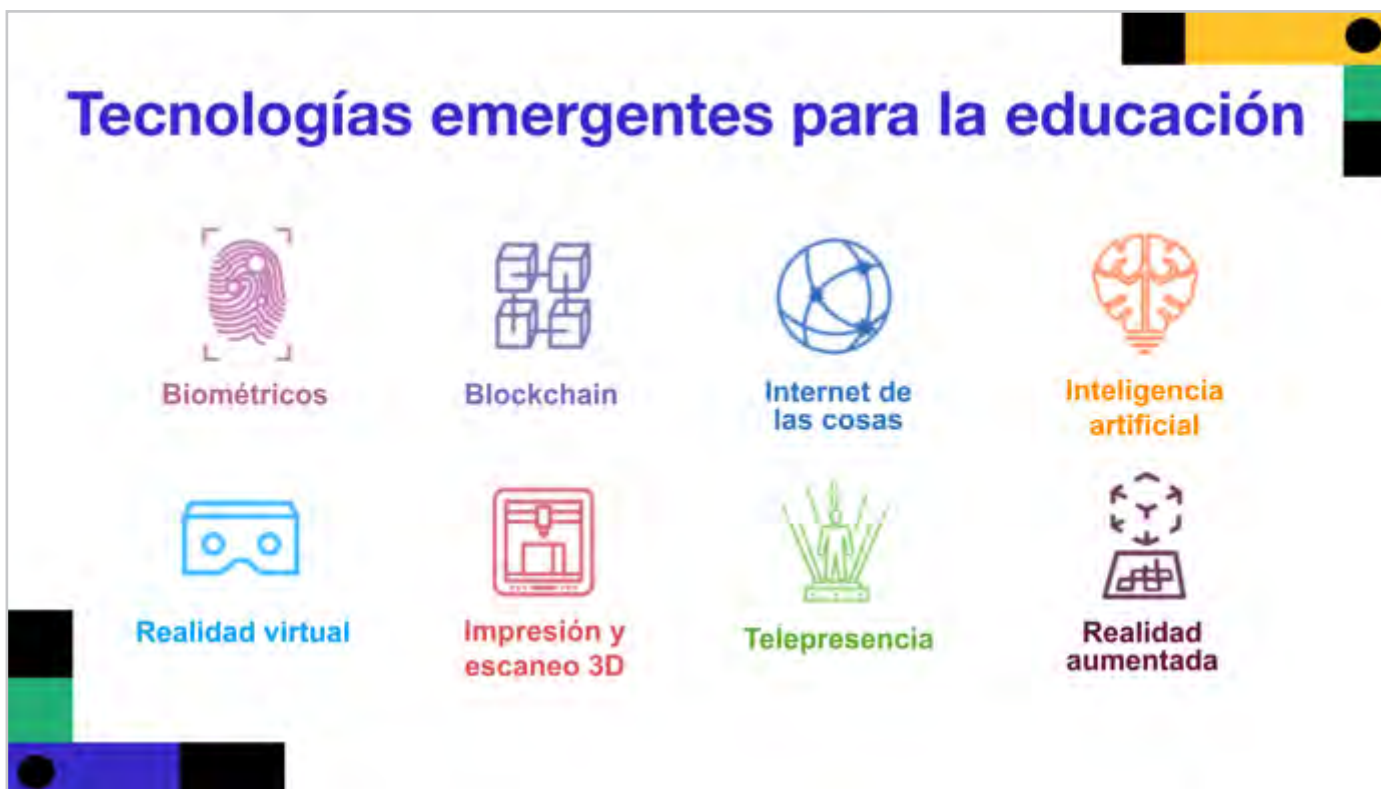 Tecnologías emergentes para la educación
Biométricos
Blockchain
Internet de
las cosas
Inteligencia
artificial
Realidad virtual
Impresión y
escaneo 3D
Telepresencia
Realidad
aumentada